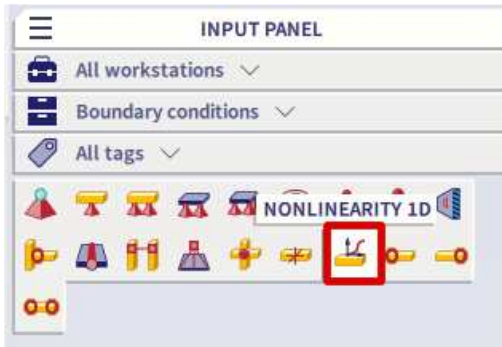 INPUT PANEL
All workstations
Boundary conditions
All tags
NONLINEARITY 1D